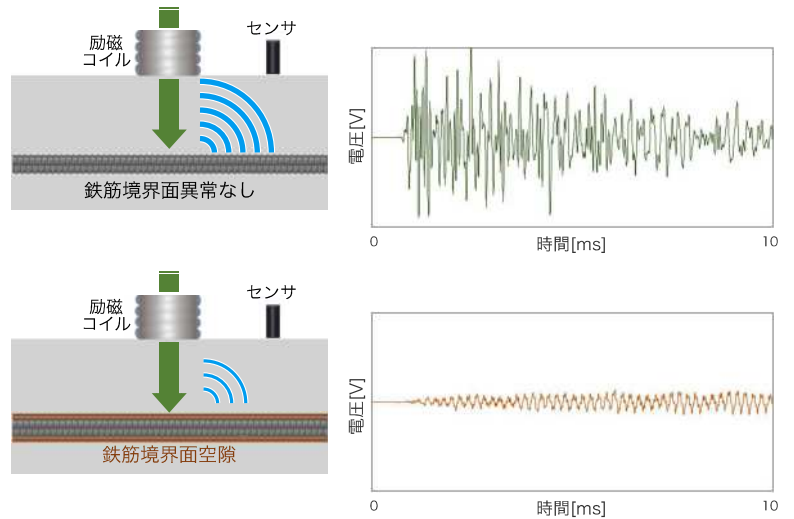 励磁
コイル
センサ
鉄筋境界面異常なし
電圧[V]
0
時間[ms]
10
励磁
コイル
センサ
鉄筋境界面空隙
電圧[V]
0
時間[ms]
10